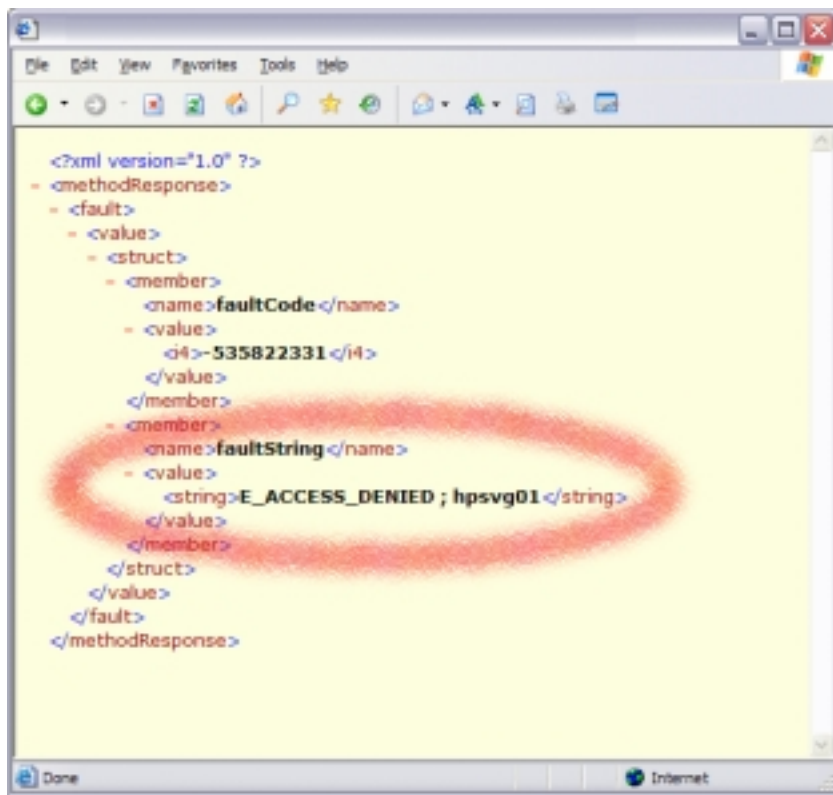 File Edit View Favorites Tools Help
<?xml version="1.0" ?>
- <methodResponse>
- <fault>
- <value>
- <struct>
- <member>
<name>faultCode</name>
- <value>
<i4>-535822331</i4>
</value>
</member>
- <member>
<name>faultString</name>
- <value>
<string>E_ACCESS_DENIED ; hpsvg01</string>
</value>
</member>
</struct>
</value>
</fault>
</methodResponse>
Done Internet